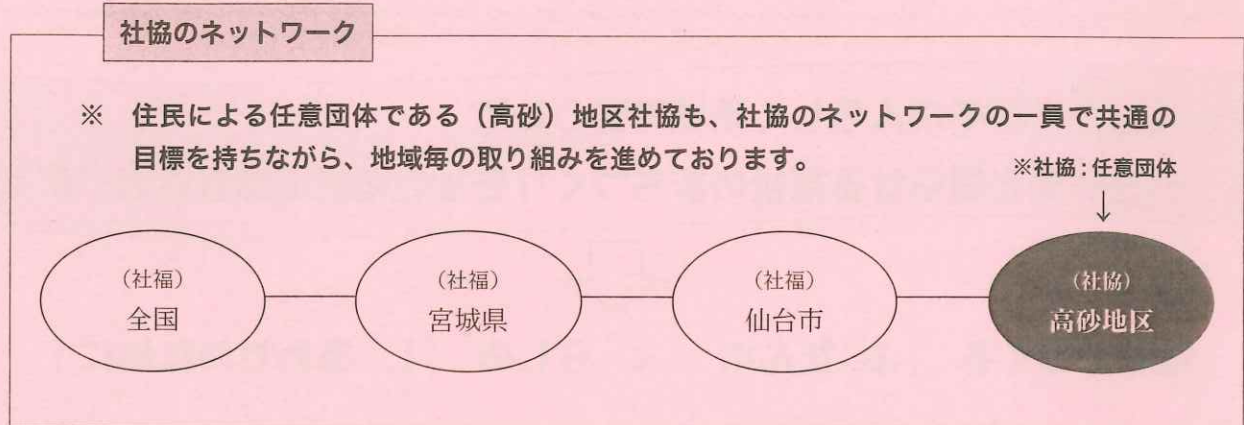 社協のネットワーク
※ 住民による任意団体である（高砂）地区社協も、社協のネットワークの一員で共通の
目標を持ちながら、地域毎の取り組みを進めております。
※社協：任意団体
↓
（社福）
全国
（社福）
宮城県
（社福）
仙台市
（社協）
高砂地区